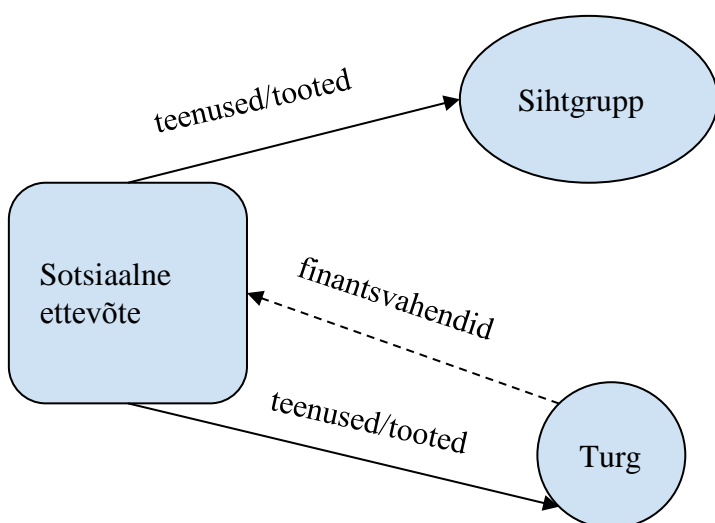 teenused/tooted
Sihtgrupp
Sotsiaalne
ettevõte
finantsvahendid
teenused/tooted
Turg